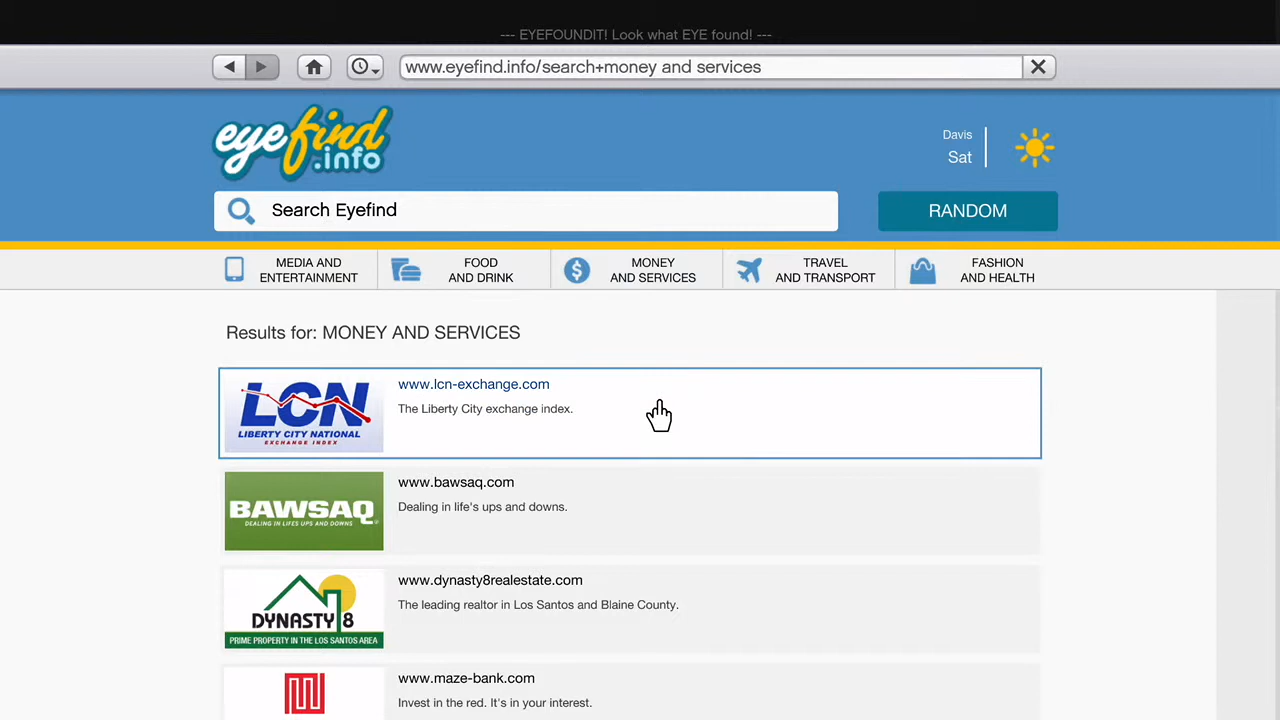 --- EYEFOUNDIT! Look what EYE found! ---
www.eyefind.info/search+money and services
eyefind
.info
Davis
Sat
Search Eyefind
RANDOM
MEDIA AND
ENTERTAINMENT
FOOD
AND DRINK
MONEY
AND SERVICES
TRAVEL
AND TRANSPORT
FASHION
AND HEALTH
Results for: MONEY AND SERVICES
LCN
LIBERTY CITY NATIONAL
EXCHANGE INDEX
www.lcn-exchange.com
The Liberty City exchange index.
BAWSAQ
DEALING IN LIFE'S UPS AND DOWNS
www.bawsaq.com
Dealing in life's ups and downs.
DYNASTY 8
PRIME PROPERTY IN THE LOS SANTOS AREA
www.dynasty8realestate.com
The leading realtor in Los Santos and Blaine County.
www.maze-bank.com
Invest in the red. It's in your interest.